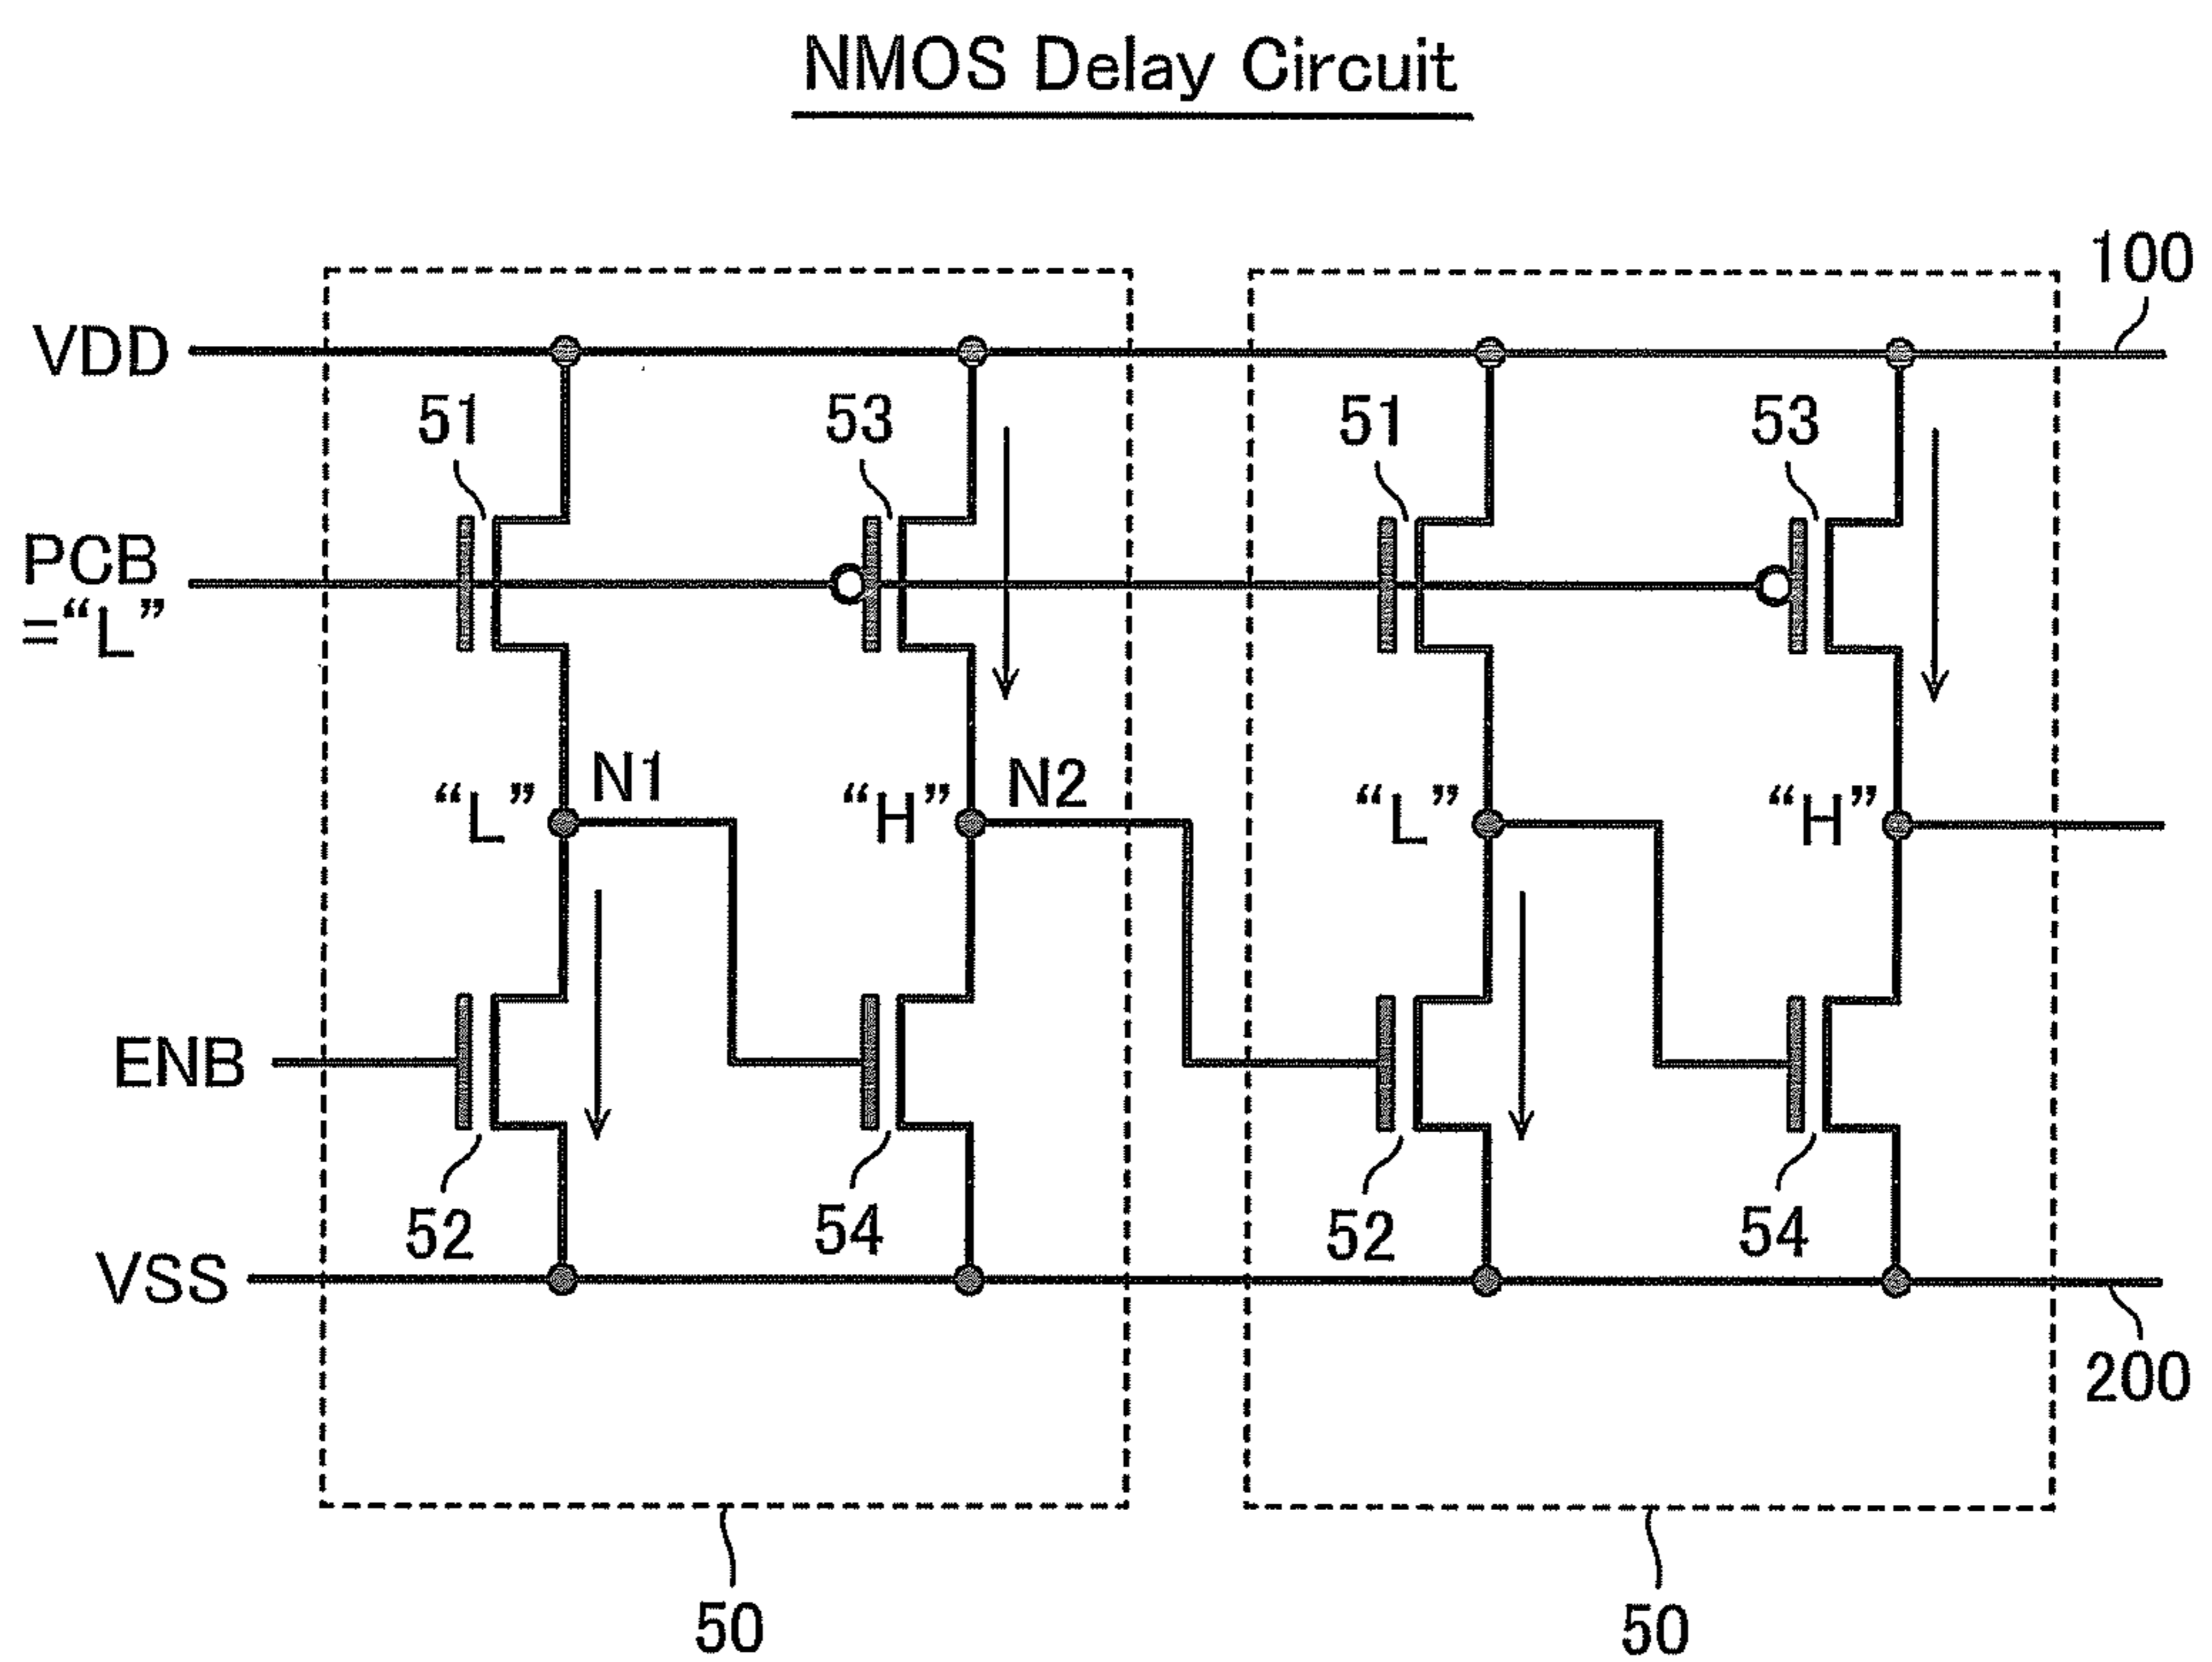 NMOS Delay Circuit
100
VDD
51
53
51
53
PCB
="L"
"L"
N1
"H"
N2
"L"
"H"
ENB
52
54
52
54
VSS
200
50
50